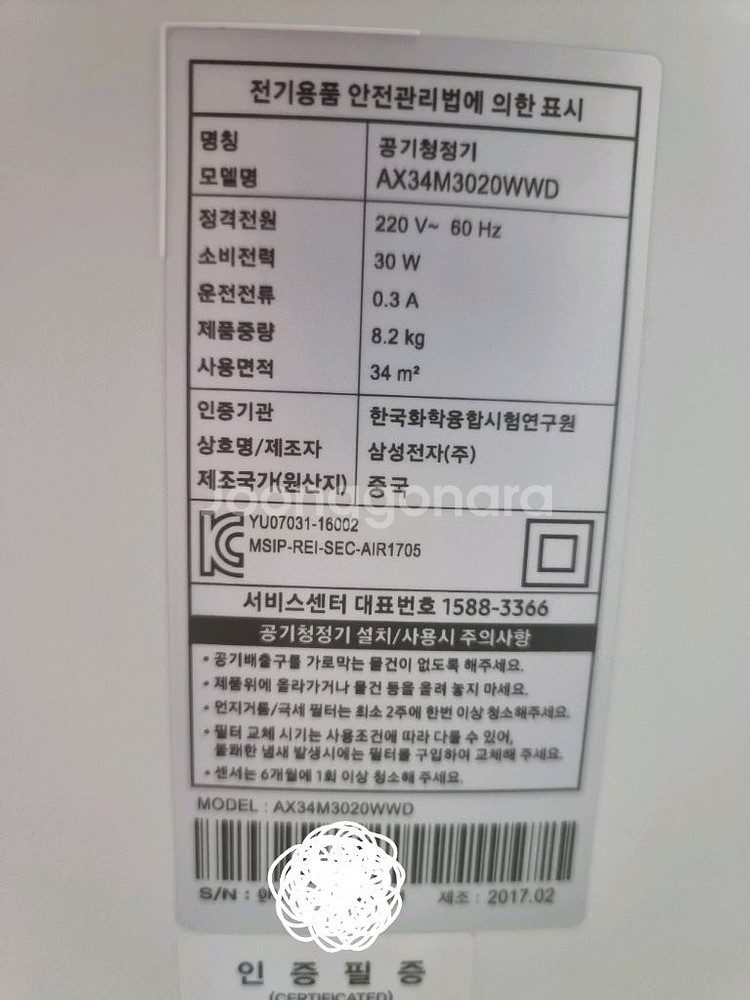 전기용품 안전관리법에 의한 표시
명칭 공기청정기
모델명 AX34M3020WWD
정격전원 220 V~ 60 Hz
소비전력 30 W
운전전류 0.3 A
제품중량 8.2 kg
사용면적 34 m²
인증기관 한국화학융합시험연구원
상호명/제조자 삼성전자(주)
제조국가(원산지) 중국
Joonggonara
YU07031-16002
MSIP-REI-SEC-AIR1705
서비스센터 대표번호 1588-3366
공기청정기 설치/사용시 주의사항
• 공기배출구를 가로막는 물건이 없도록 해주세요.
• 제품위에 올라가거나 물건 등을 올려 놓지 마세요.
• 먼지거름/극세 필터는 최소 2주에 한번 이상 청소해주세요.
• 필터 교체 시기는 사용조건에 따라 다를 수 있어,
불쾌한 냄새 발생시에는 필터를 구입하여 교체해 주세요.
• 센서는 6개월에 1회 이상 청소해 주세요.
MODEL : AX34M3020WWD
S/N : 제조 : 2017.02
인 증 필 증
(CERTIFICATED)